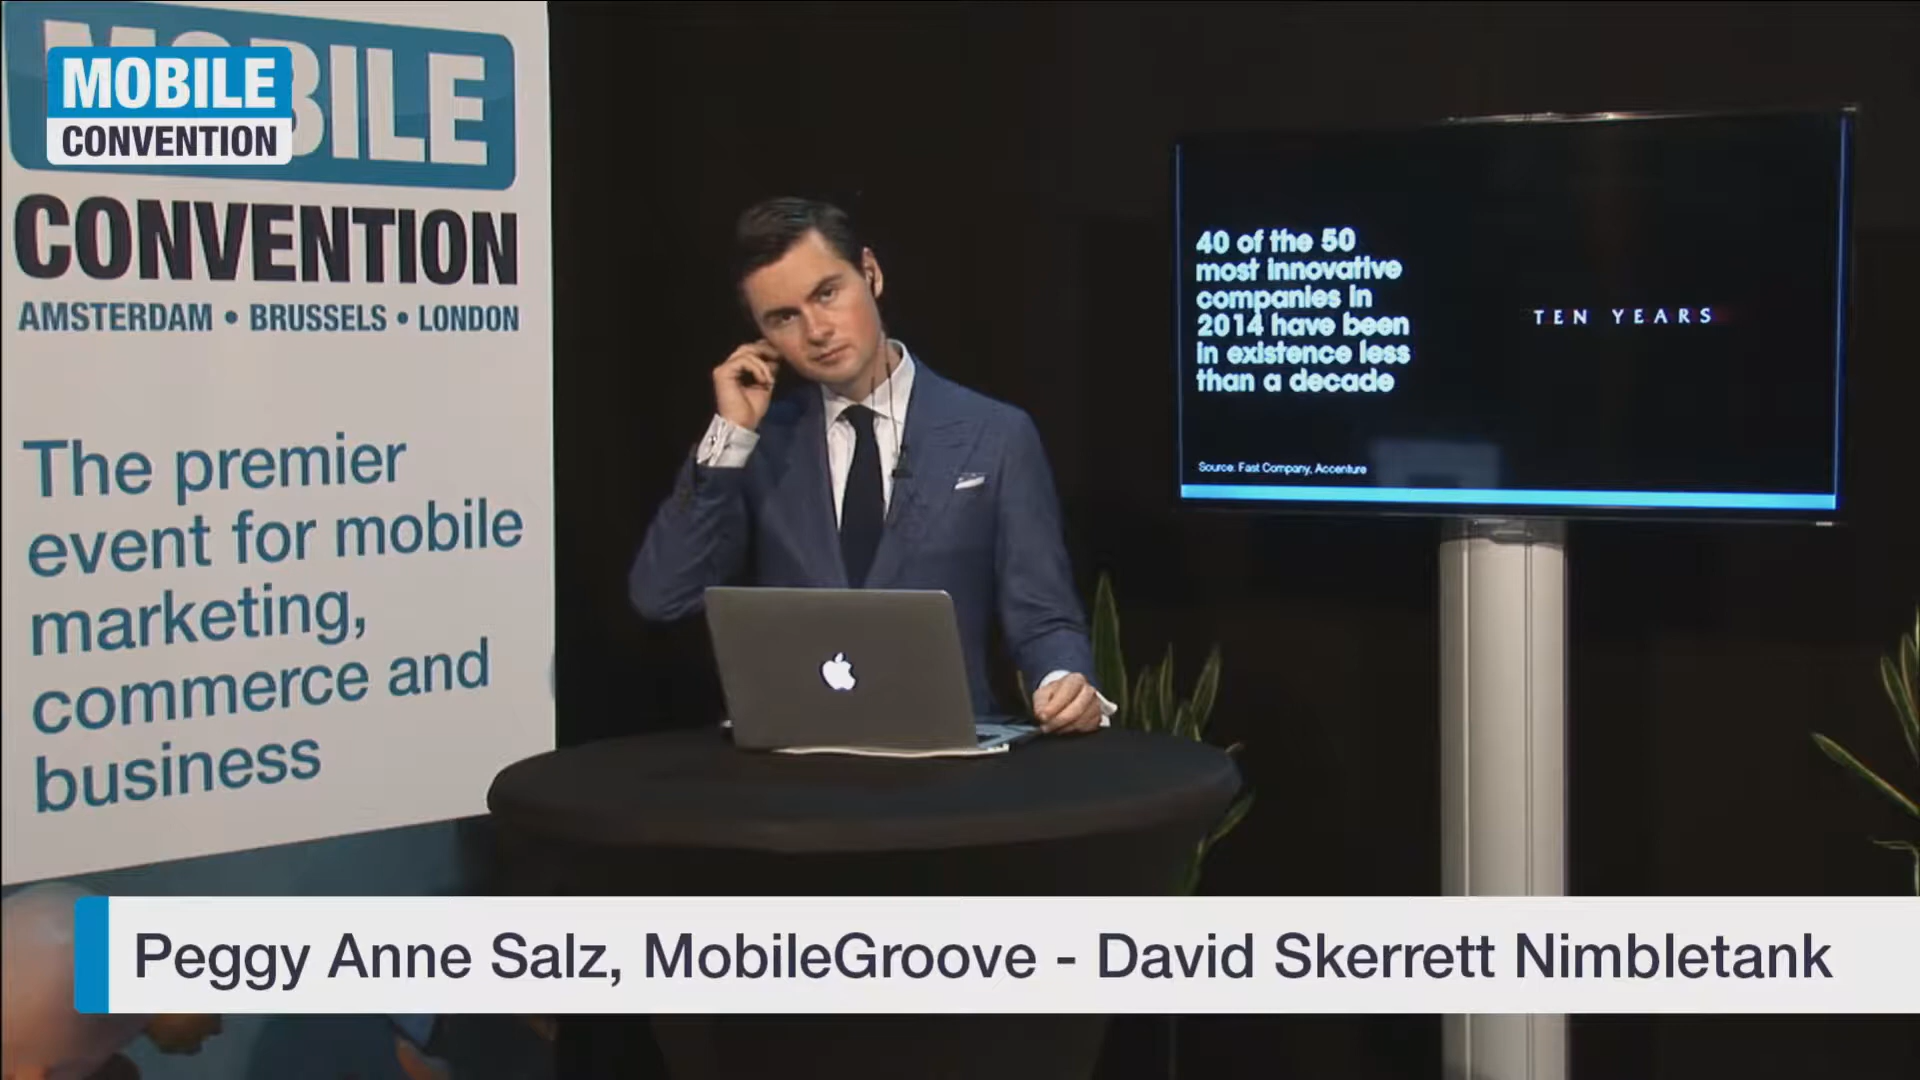 MOBILE
CONVENTION
MOBILE
CONVENTION
AMSTERDAM • BRUSSELS • LONDON
The premier
event for mobile
marketing,
commerce and
business
40 of the 50
most innovative
companies in
2014 have been
in existence less
than a decade
TEN YEARS
Source: Fast Company, Accenture
Peggy Anne Salz, MobileGroove - David Skerrett Nimbletank